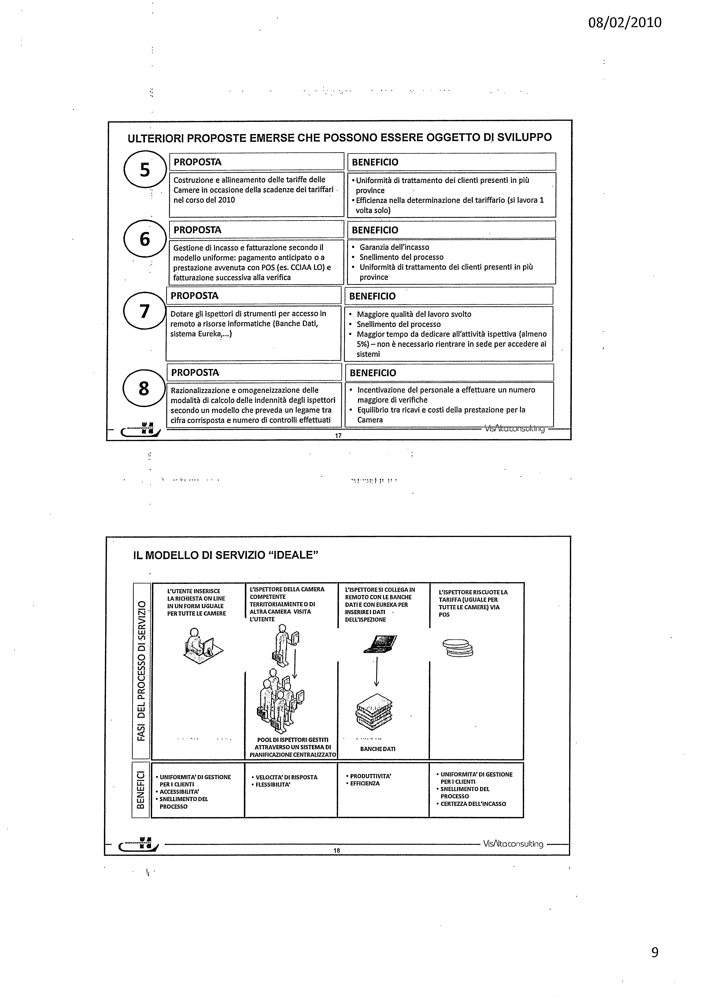 08/02/2010
ULTERIORI PROPOSTE EMERSE CHE POSSONO ESSERE OGGETTO DI SVILUPPO
5
PROPOSTA
Costruzione e allineamento delle tariffe delle
Camere in occasione della scadenze dei tariffari
nel corso del 2010
BENEFICIO
• Uniformità di trattamento dei clienti presenti in più
province
• Efficienza nella determinazione del tariffario (si lavora 1
volta solo)
6
PROPOSTA
Gestione di incasso e fatturazione secondo il
modello uniforme: pagamento anticipato o a
prestazione avvenuta con POS (es. CCIAA LO) e
fatturazione successiva alla verifica
BENEFICIO
• Garanzia dell'incasso
• Snellimento del processo
• Uniformità di trattamento dei clienti presenti in più
province
7
PROPOSTA
Dotare gli ispettori di strumenti per accesso in
remoto a risorse informatiche (Banche Dati,
sistema Eureka,...)
BENEFICIO
• Maggiore qualità del lavoro svolto
• Snellimento del processo
• Maggior tempo da dedicare all'attività ispettiva (almeno
5%) – non è necessario rientrare in sede per accedere ai
sistemi
8
PROPOSTA
Razionalizzazione e omogeneizzazione delle
modalità di calcolo delle indennità degli ispettori
secondo un modello che preveda un legame tra
cifra corrisposta e numero di controlli effettuati
BENEFICIO
• Incentivazione del personale a effettuare un numero
maggiore di verifiche
• Equilibrio tra ricavi e costi della prestazione per la
Camera
VisAltaconsulting
17
IL MODELLO DI SERVIZIO “IDEALE”
FASI DEL PROCESSO DI SERVIZIO
L'UTENTE INSERISCE
LA RICHIESTA ON LINE
IN UN FORM UGUALE
PER TUTTE LE CAMERE
L'ISPETTORE DELLA CAMERA
COMPETENTE
TERRITORIALMENTE O DI
ALTRA CAMERA VISITA
L'UTENTE
POOL DI ISPETTORI GESTITI
ATTRAVERSO UN SISTEMA DI
PIANIFICAZIONE CENTRALIZZATO
L'ISPETTORE SI COLLEGA IN
REMOTO CON LE BANCHE
DATI E CON EUREKA PER
INSERIRE I DATI
DELL'ISPEZIONE
BANCHE DATI
L'ISPETTORE RISCUOTE LA
TARIFFA (UGUALE PER
TUTTE LE CAMERE) VIA
POS
BENEFICI
• UNIFORMITA' DI GESTIONE
PER I CLIENTI
• ACCESSIBILITA'
• SNELLIMENTO DEL
PROCESSO
• VELOCITA' DI RISPOSTA
• FLESSIBILITA'
• PRODUTTIVITA'
• EFFICIENZA
• UNIFORMITA' DI GESTIONE
PER I CLIENTI
• SNELLIMENTO DEL
PROCESSO
• CERTEZZA DELL'INCASSO
VisAltaconsulting
18
9